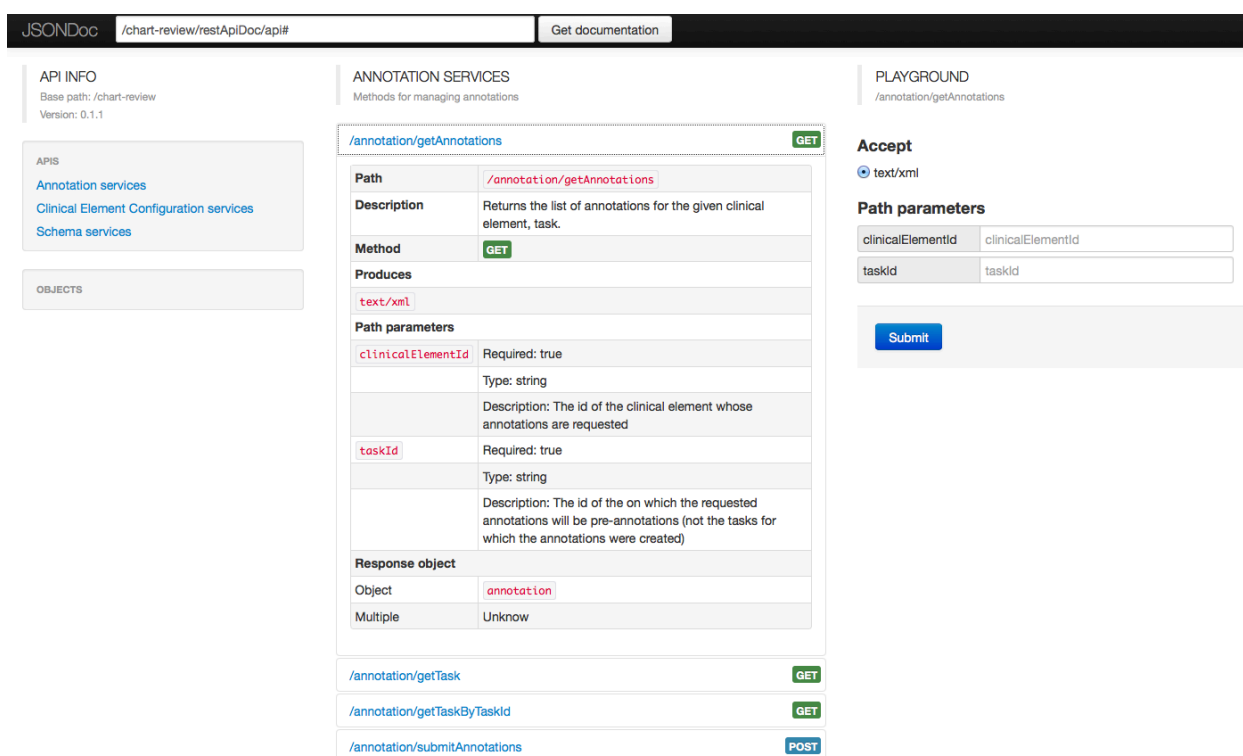 JSONDOC /chart-review/restApiDoc/api# Get documentation
API INFO
Base path: /chart-review
Version: 0.1.1
APIS
Annotation services
Clinical Element Configuration services
Schema services
OBJECTS
ANNOTATION SERVICES
Methods for managing annotations
/annotation/getAnnotations GET
Path /annotation/getAnnotations
Description Returns the list of annotations for the given clinical
element, task.
Method GET
Produces
text/xml
Path parameters
clinicalElementId Required: true
Type: string
Description: The id of the clinical element whose
annotations are requested
taskId Required: true
Type: string
Description: The id of the on which the requested
annotations will be pre-annotations (not the tasks for
which the annotations were created)
Response object
Object annotation
Multiple Unknow
/annotation/getTask GET
/annotation/getTaskByTaskId GET
/annotation/submitAnnotations POST
PLAYGROUND
/annotation/getAnnotations
Accept
text/xml
Path parameters
clinicalElementId clinicalElementId
taskId taskId
Submit